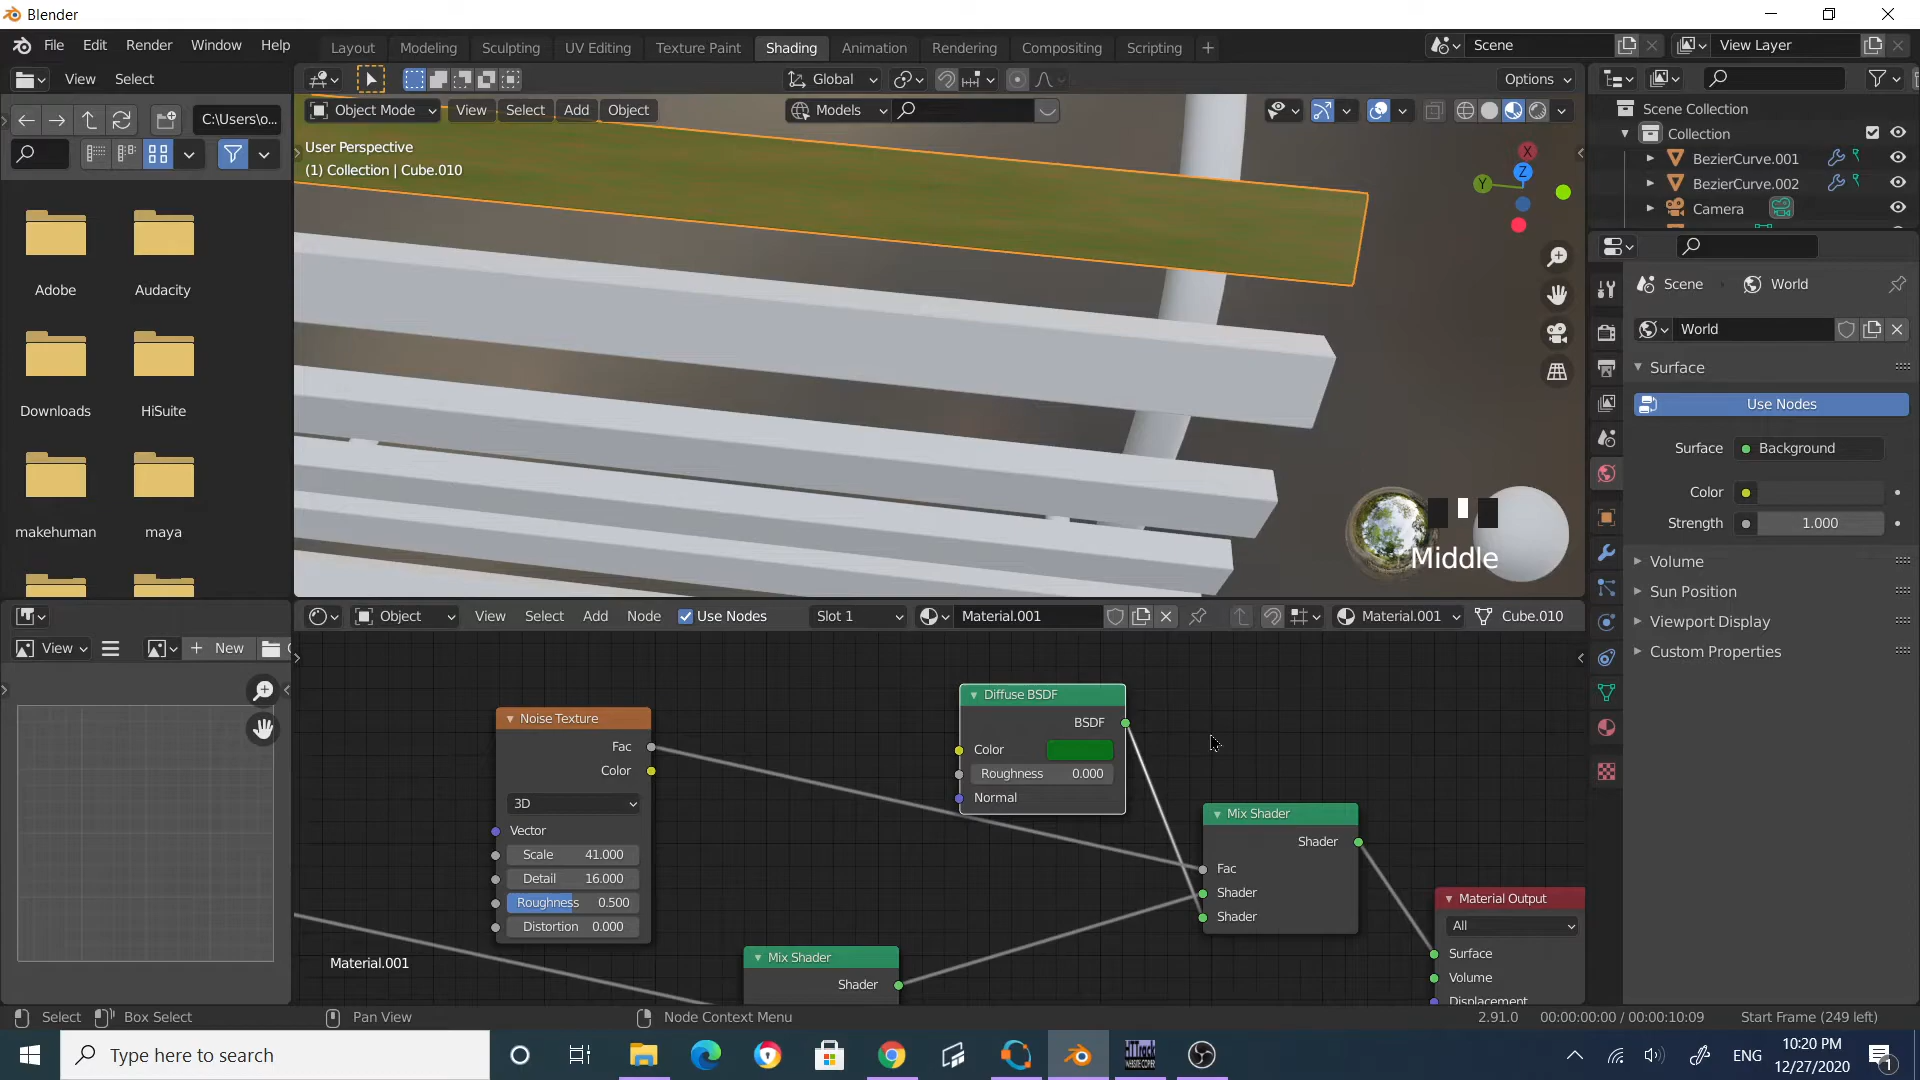 Blender
File Edit Render Window Help
Layout Modeling Sculpting UV Editing Texture Paint Shading Animation Rendering Compositing Scripting +
Scene
View Layer
View Select
Global
Options
C:\Users\o...
Object Mode View Select Add Object
Models
User Perspective
(1) Collection | Cube.010
X
Y
Z
Scene Collection
Collection
BezierCurve.001
BezierCurve.002
Camera
Adobe Audacity
Downloads HiSuite
makehuman maya
Scene World
World
Surface
Use Nodes
Surface Background
Color
Strength 1.000
Volume
Sun Position
Viewport Display
Custom Properties
Middle
Object View Select Add Node Use Nodes Slot 1 Material.001 Material.001 Cube.010
View New
Noise Texture
Fac
Color
3D
Vector
Scale 41.000
Detail 16.000
Roughness 0.500
Distortion 0.000
Diffuse BSDF
BSDF
Color
Roughness 0.000
Normal
Mix Shader
Shader
Fac
Shader
Shader
Material Output
All
Surface
Volume
Displacement
Mix Shader
Shader
Material.001
Select Box Select Pan View Node Context Menu 2.91.0 00:00:00:00 / 00:00:10:09 Start Frame (249 left)
Type here to search
ENG
10:20 PM
12/27/2020
1